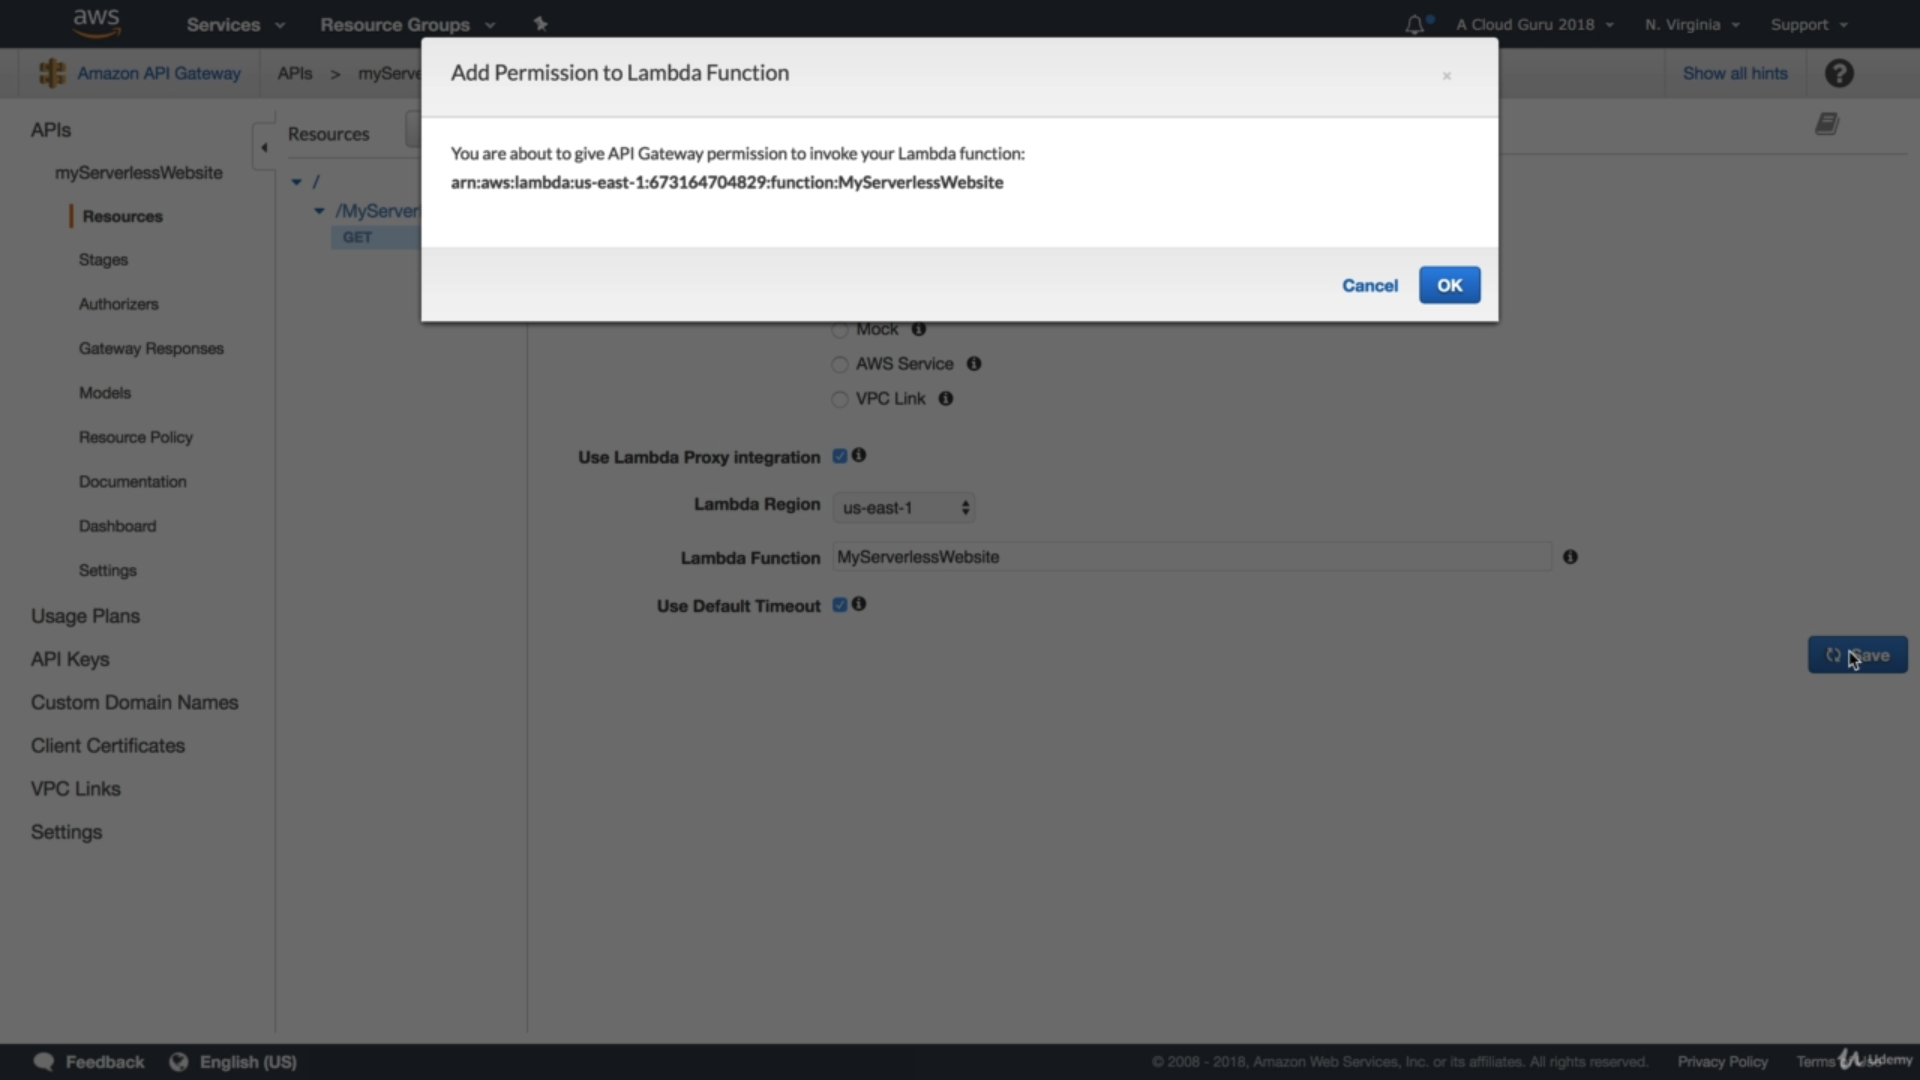 aws
Services
Resource Groups
A Cloud Guru 2018
N. Virginia
Support
Amazon API Gateway
APIs
>
Show all hints
Add Permission to Lambda Function
You are about to give API Gateway permission to invoke your Lambda function:
arn:aws:lambda:us-east-1:673164704829:function:MyServerlessWebsite
Cancel
OK
APIs
myServerlessWebsite
Resources
Stages
Authorizers
Gateway Responses
Models
Resource Policy
Documentation
Dashboard
Settings
Usage Plans
API Keys
Custom Domain Names
Client Certificates
VPC Links
Settings
Resources
/
GET
Mock
AWS Service
VPC Link
Use Lambda Proxy integration
Lambda Region
us-east-1
Lambda Function
MyServerlessWebsite
Use Default Timeout
Save
Feedback
English (US)
© 2008 - 2018, Amazon Web Services, Inc. or its affiliates. All rights reserved.
Privacy Policy
Terms
Udemy